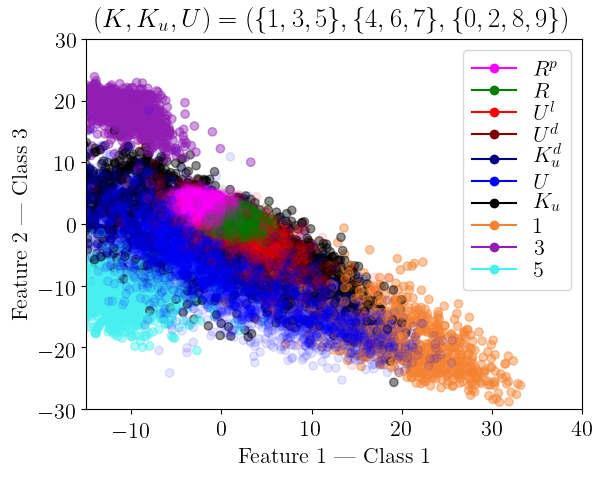 (K, K_u, U) = ({1, 3, 5}, {4, 6, 7}, {0, 2, 8, 9})
30
20
10
0
−10
−20
−30
Feature 2 — Class 3
R^p
R
U^l
U^d
K_u^d
U
K_u
1
3
5
−10
0
10
20
30
40
Feature 1 — Class 1